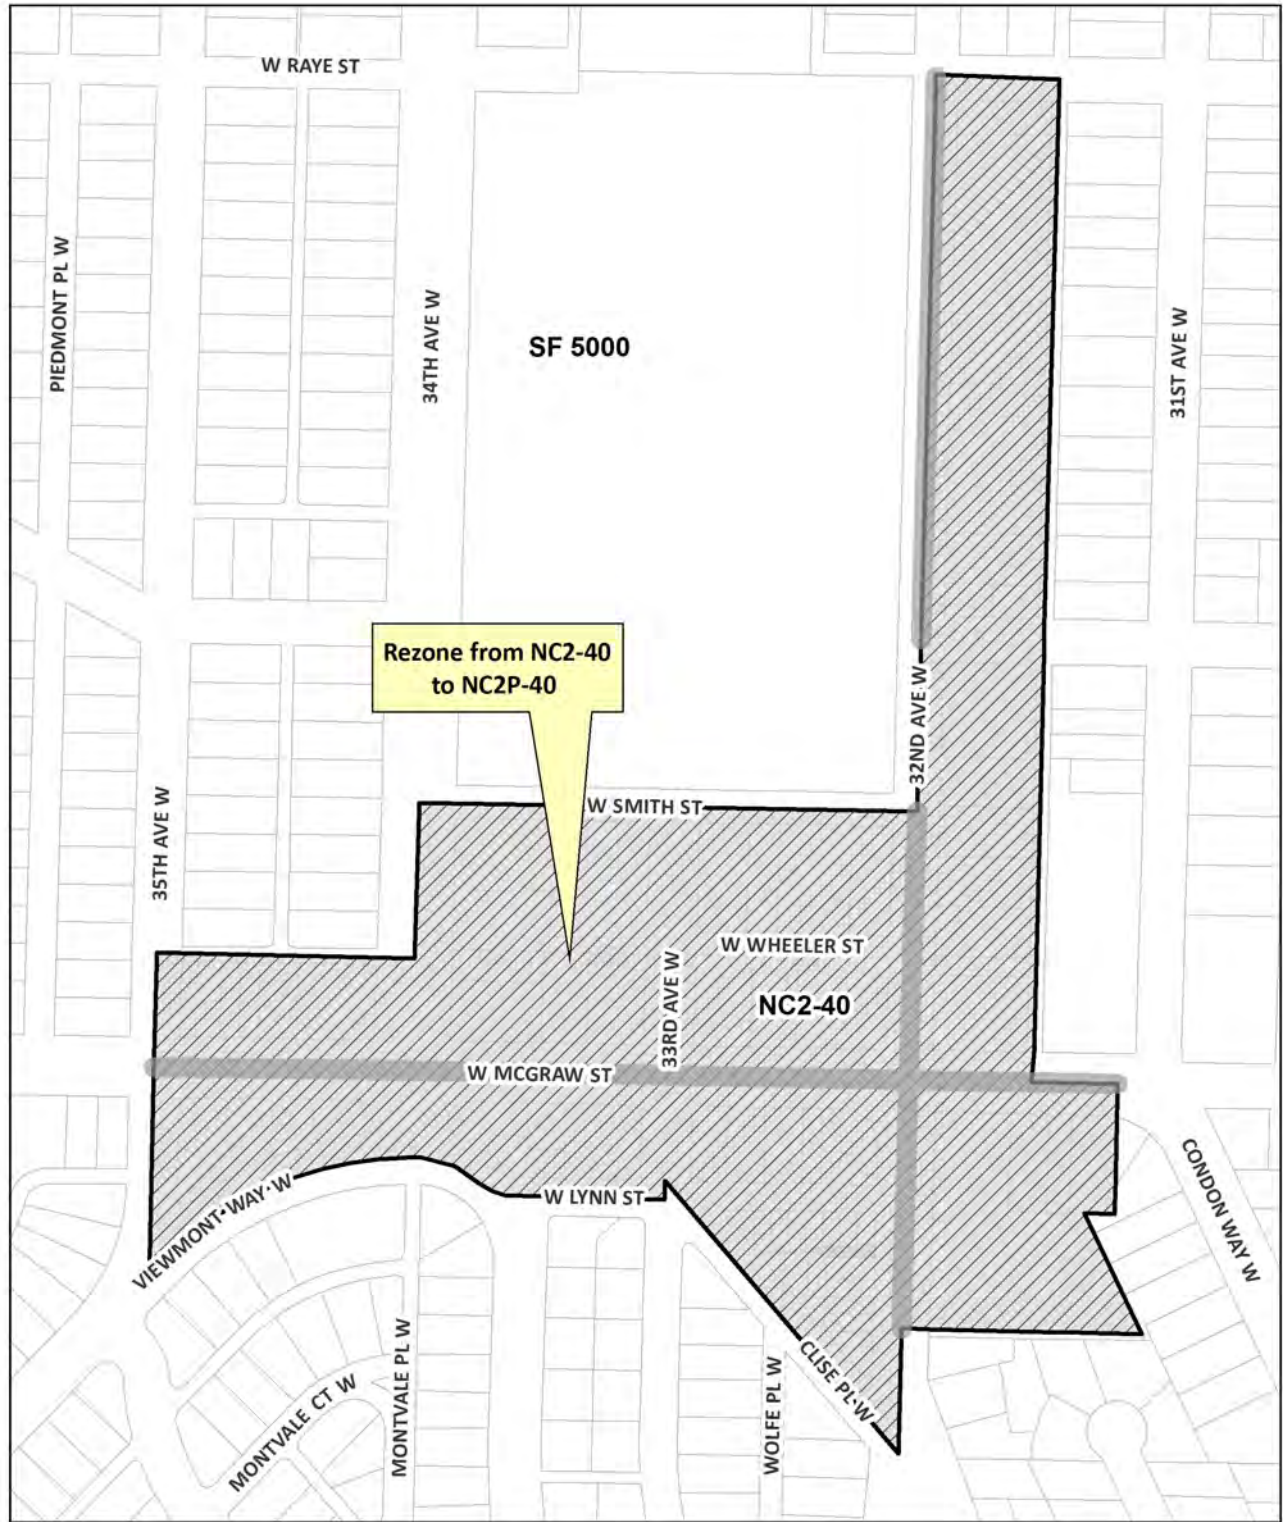 W RAYE ST
PIEDMONT PL W
34TH AVE W
31ST AVE W
SF 5000
Rezone from NC2-40
to NC2P-40
32ND AVE W
W SMITH ST
35TH AVE W
W WHEELER ST
33RD AVE W
NC2-40
W MCGRAW ST
CONDON WAY W
VIEWMONT WAY W
W LYNN ST
MONTVALE PL W
CLISE PL W
WOLFE PL W
MONTVALE CT W